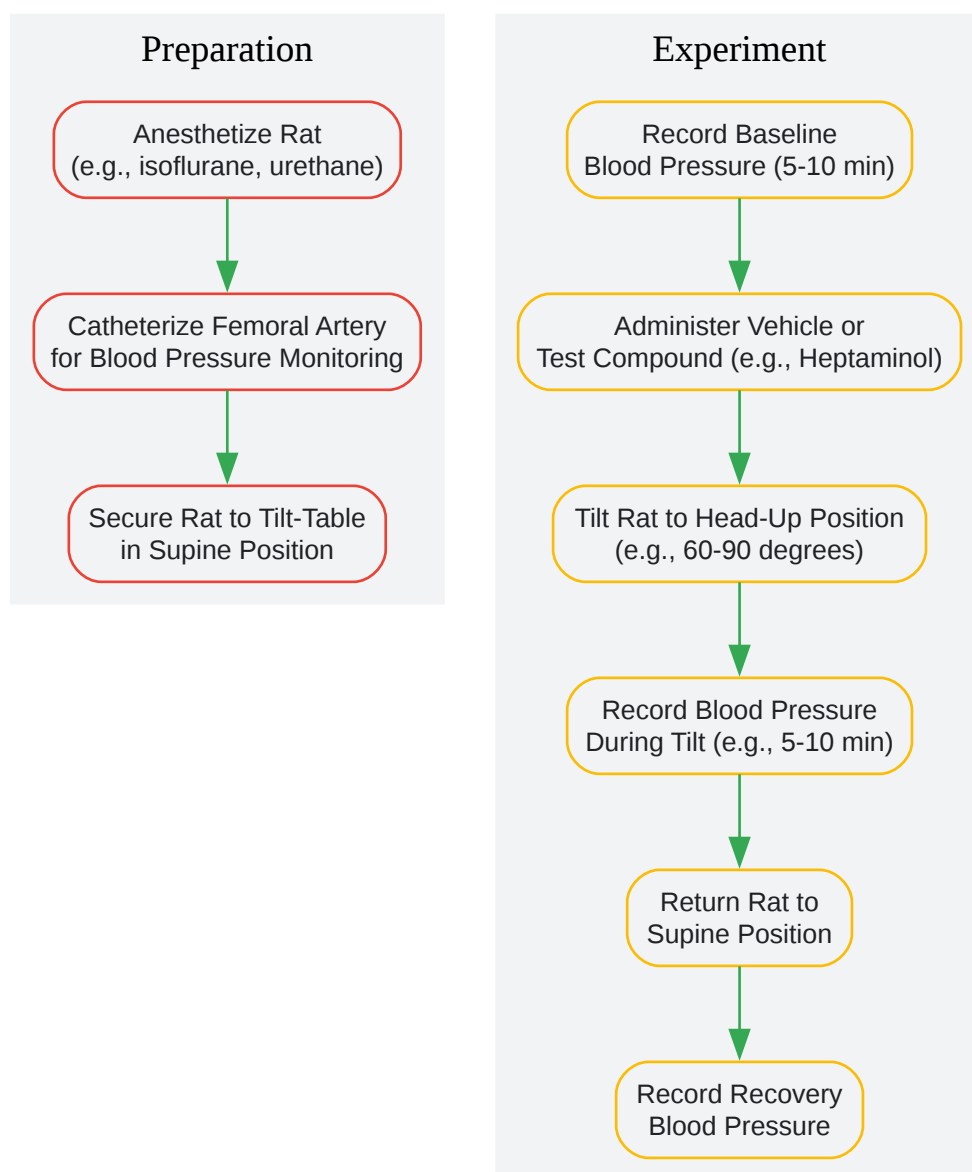 Preparation
Anesthetize Rat
(e.g., isoflurane, urethane)
Catheterize Femoral Artery
for Blood Pressure Monitoring
Secure Rat to Tilt-Table
in Supine Position
Experiment
Record Baseline
Blood Pressure (5-10 min)
Administer Vehicle or
Test Compound (e.g., Heptaminol)
Tilt Rat to Head-Up Position
(e.g., 60-90 degrees)
Record Blood Pressure
During Tilt (e.g., 5-10 min)
Return Rat to
Supine Position
Record Recovery
Blood Pressure